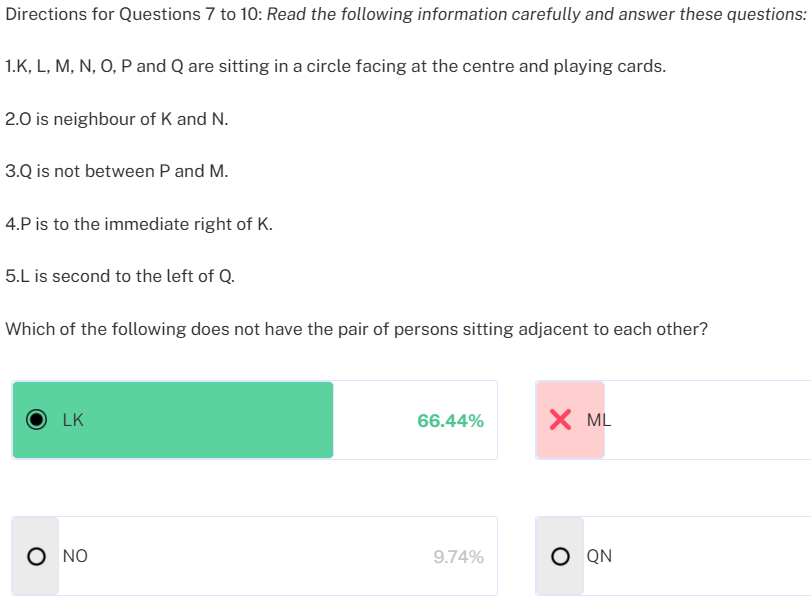 Directions for Questions 7 to 10: Read the following information carefully and answer these questions:
1.K, L, M, N, O, P and Q are sitting in a circle facing at the centre and playing cards.
2.O is neighbour of K and N.
3.Q is not between P and M.
4.P is to the immediate right of K.
5.L is second to the left of Q.
Which of the following does not have the pair of persons sitting adjacent to each other?
LK 66.44% ML
NO 9.74% QN